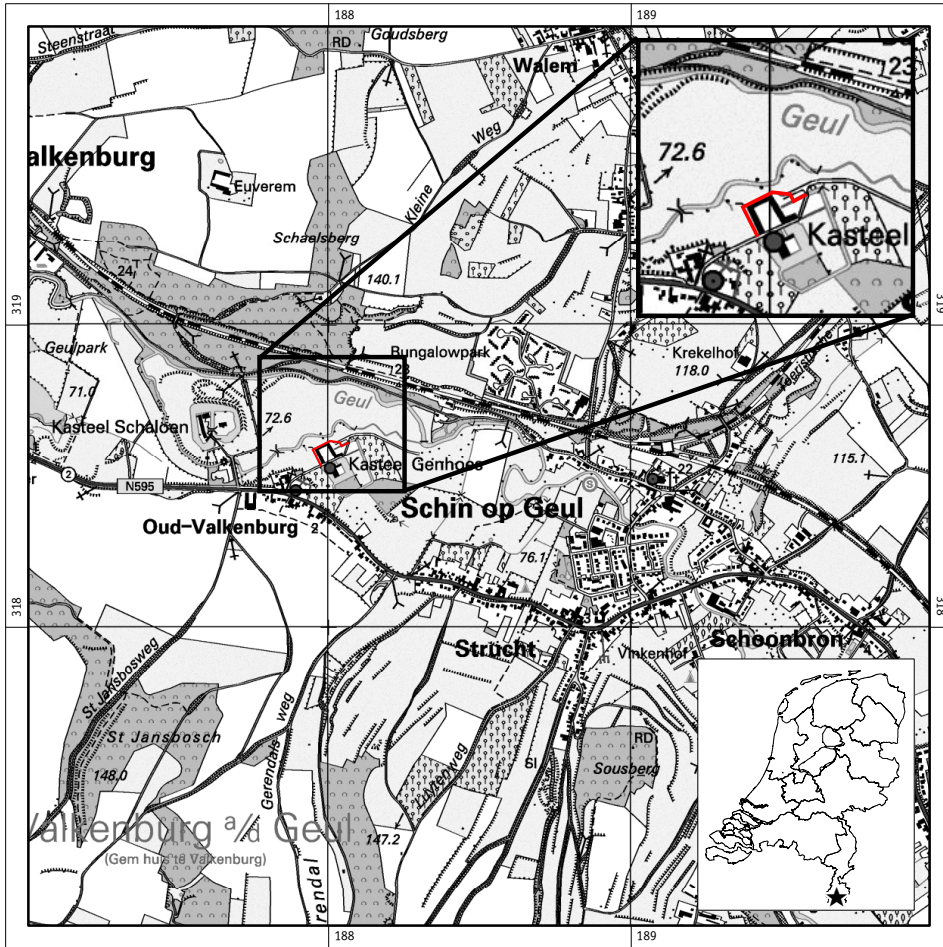 188
189
Steenstraat
RD
Goudsberg
Walem
123
Geul
72.6
Kasteel
alkenburg
Euverem
Kleine Weg
Schaelsberg
140.1
24
319
319
Geulpark
71.0
Bungalowpark
23
Krekelhof
118.0
Geul
72.6
Kasteel Schaloen
Kasteel Genhoes
115.1
22
S
2
N595
Schin op Geul
Oud-Valkenburg
2
76.1
318
318
Strucht
Schoonbron
Vinkenhof
St Jansbosweg
St Jansbosch
148.0
Gerendals weg
Sl
RD
Sousberg
Valkenburg a/d Geul
(Gem huis te Valkenburg)
147.2
rendal
188
189